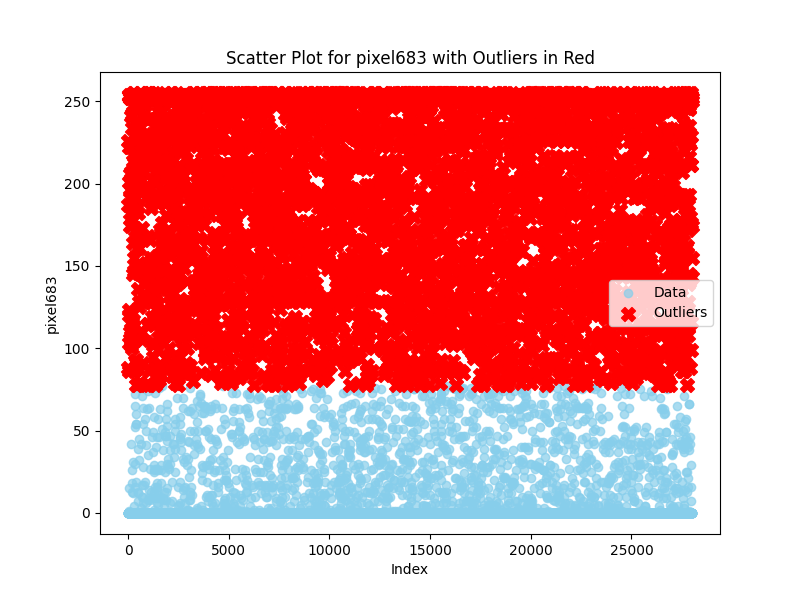 Scatter Plot for pixel683 with Outliers in Red
250
200
150
100
50
0
pixel683
Data
Outliers
0 5000 10000 15000 20000 25000
Index